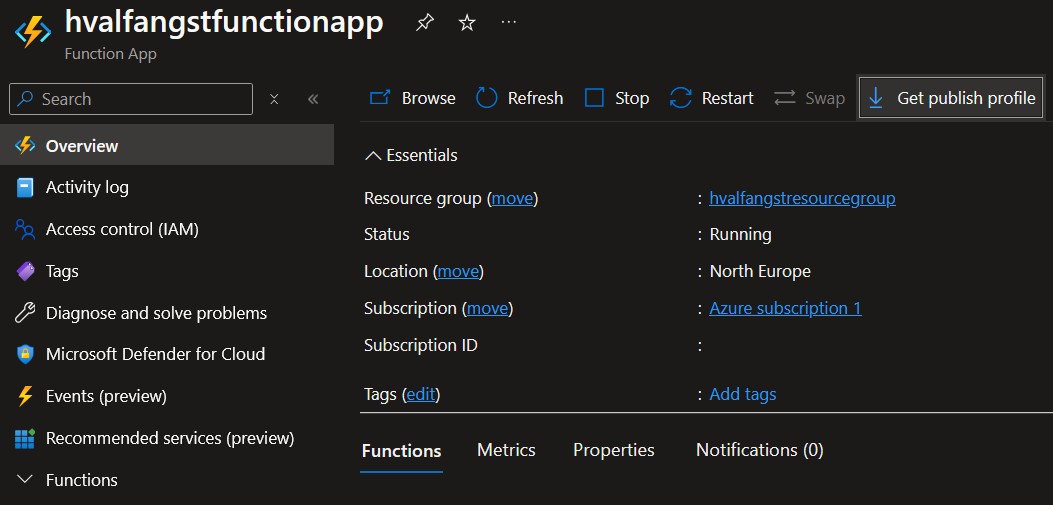 hvalfangstfunctionapp
Function App
Search
Overview
Activity log
Access control (IAM)
Tags
Diagnose and solve problems
Microsoft Defender for Cloud
Events (preview)
Recommended services (preview)
Functions
Browse Refresh Stop Restart Swap Get publish profile
Essentials
Resource group (move) : hvalfangstresourcegroup
Status : Running
Location (move) : North Europe
Subscription (move) : Azure subscription 1
Subscription ID :
Tags (edit) : Add tags
Functions Metrics Properties Notifications (0)